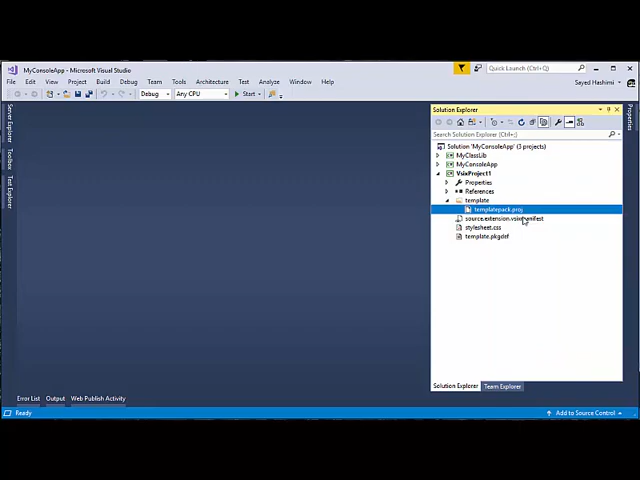 MyConsoleApp - Microsoft Visual Studio
Quick Launch (Ctrl+Q)
File Edit View Project Build Debug Team Tools Architecture Test Analyze Window Help
Sayed Hashimi
Debug Any CPU Start
Server Explorer
Toolbox
Test Explorer
Solution Explorer
Search Solution Explorer (Ctrl+;)
Solution 'MyConsoleApp' (3 projects)
MyClassLib
MyConsoleApp
VsixProject1
Properties
References
template
templatepack.proj
source.extension.vsixmanifest
stylesheet.css
template.pkgdef
Properties
Solution Explorer Team Explorer
Error List Output Web Publish Activity
Ready
Add to Source Control